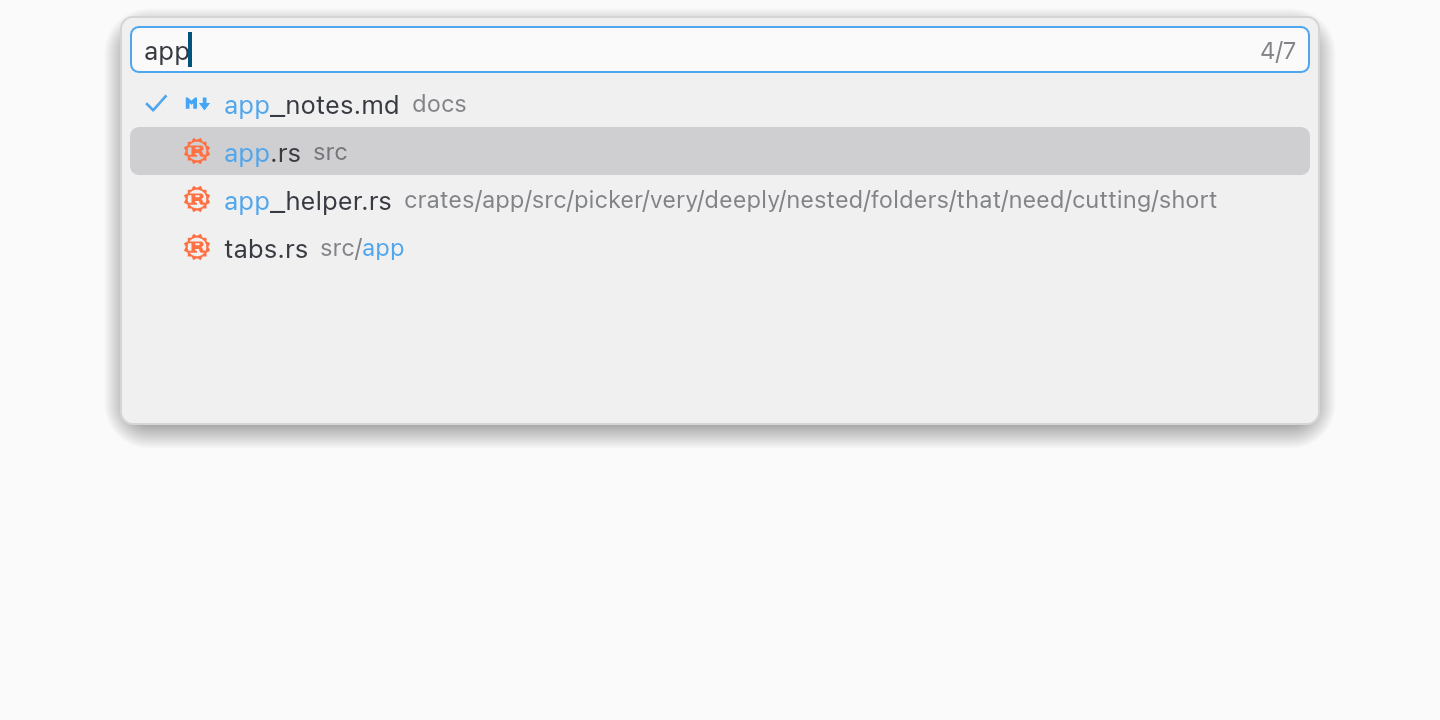 app 4/7
app_notes.md docs
app.rs src
app_helper.rs crates/app/src/picker/very/deeply/nested/folders/that/need/cutting/short
tabs.rs src/app